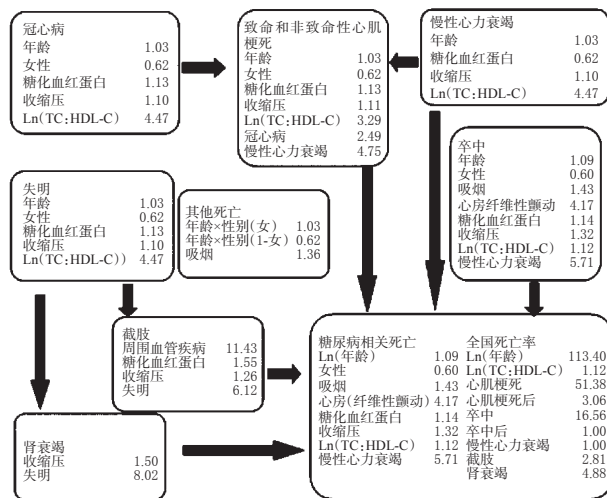 冠心病
年龄 1.03
女性 0.62
糖化血红蛋白 1.13
收缩压 1.10
Ln(TC:HDL-C) 4.47
致命和非致命性心肌
梗死
年龄 1.03
女性 0.62
糖化血红蛋白 1.13
收缩压 1.11
Ln(TC:HDL-C) 3.29
冠心病 2.49
慢性心力衰竭 4.75
慢性心力衰竭
年龄 1.03
糖化血红蛋白 0.62
收缩压 1.10
Ln(TC:HDL-C) 4.47
卒中
年龄 1.09
女性 0.60
吸烟 1.43
心房纤维性颤动 4.17
糖化血红蛋白 1.14
收缩压 1.32
Ln(TC:HDL-C) 1.12
慢性心力衰竭 5.71
失明
年龄 1.03
女性 0.62
糖化血红蛋白 1.13
收缩压 1.10
Ln(TC:HDL-C)) 4.47
其他死亡
年龄×性别(女) 1.03
年龄×性别(1-女) 0.62
吸烟 1.36
截肢
周围血管疾病 11.43
糖化血红蛋白 1.55
收缩压 1.26
失明 6.12
肾衰竭
收缩压 1.50
失明 8.02
糖尿病相关死亡
Ln(年龄) 1.09
女性 0.60
吸烟 1.43
心房(纤维性颤动) 4.17
糖化血红蛋白 1.14
收缩压 1.32
Ln(TC:HDL-C) 1.12
慢性心力衰竭 5.71
全国死亡率
Ln(年龄) 113.40
Ln(TC:HDL-C) 1.12
心肌梗死 51.38
心肌梗死后 3.06
卒中 16.56
卒中后 1.00
慢性心力衰竭 1.00
截肢 2.81
肾衰竭 4.88